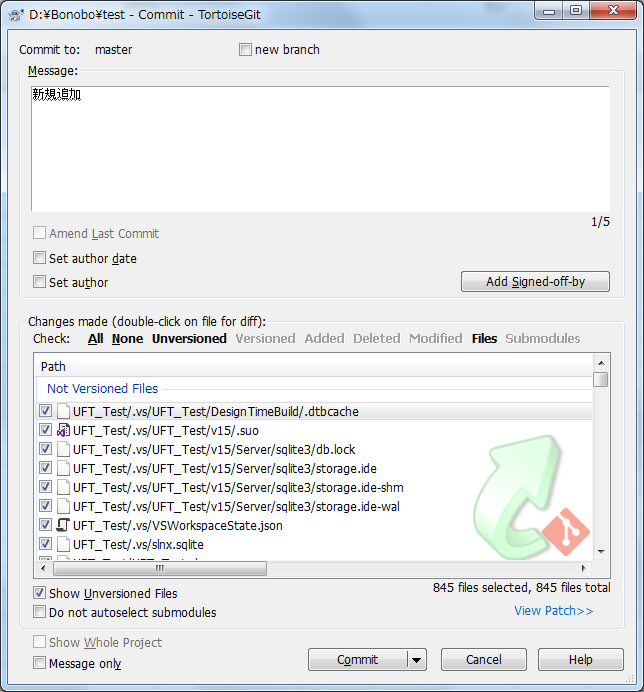 D:¥Bonobo¥test - Commit - TortoiseGit
Commit to: master new branch
Message:
新規追加
1/5
Amend Last Commit
Set author date
Set author
Add Signed-off-by
Changes made (double-click on file for diff):
Check: All None Unversioned Versioned Added Deleted Modified Files Submodules
Path
Not Versioned Files
UFT_Test/.vs/UFT_Test/DesignTimeBuild/.dtbcache
UFT_Test/.vs/UFT_Test/v15/.suo
UFT_Test/.vs/UFT_Test/v15/Server/sqlite3/db.lock
UFT_Test/.vs/UFT_Test/v15/Server/sqlite3/storage.ide
UFT_Test/.vs/UFT_Test/v15/Server/sqlite3/storage.ide-shm
UFT_Test/.vs/UFT_Test/v15/Server/sqlite3/storage.ide-wal
UFT_Test/.vs/VSWorkspaceState.json
UFT_Test/.vs/slnx.sqlite
845 files selected, 845 files total
Show Unversioned Files
Do not autoselect submodules
View Patch>>
Show Whole Project
Message only
Commit Cancel Help